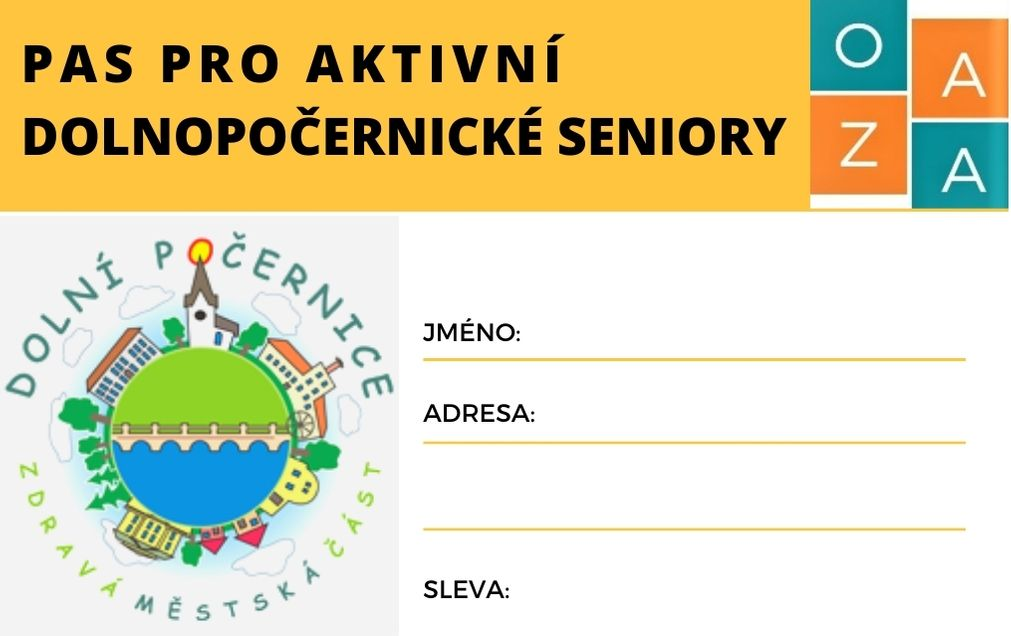 PAS PRO AKTIVNÍ
DOLNOPOČERNICKÉ SENIORY
O A
Z A
DOLNÍ POČERNICE
ZDRAVÁ MĚSTSKÁ ČÁST
JMÉNO:
ADRESA:
SLEVA: